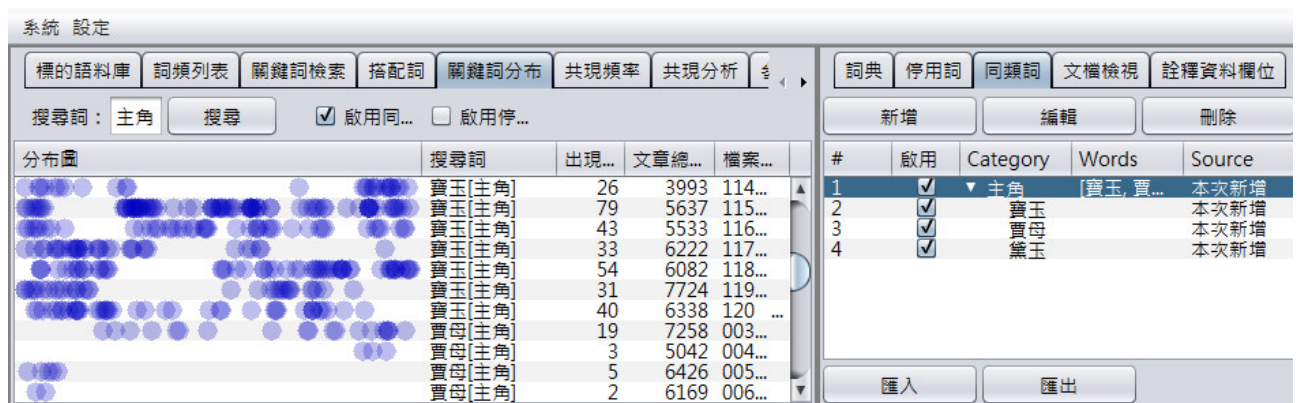 系統 設定
標的語料庫 詞頻列表 關鍵詞檢索 搭配詞 關鍵詞分布 共現頻率 共現分析
詞典 停用詞 同類詞 文檔檢視 詮釋資料欄位
搜尋詞： 主角 搜尋 啟用同... 啟用停...
新增 編輯 刪除
分布圖 搜尋詞 出現... 文章總... 檔案...
# 啟用 Category Words Source
寶玉[主角] 26 3993 114...
寶玉[主角] 79 5637 115...
寶玉[主角] 43 5533 116...
寶玉[主角] 33 6222 117...
寶玉[主角] 54 6082 118...
寶玉[主角] 31 7724 119...
寶玉[主角] 40 6338 120 ...
賈母[主角] 19 7258 003...
賈母[主角] 3 5042 004...
賈母[主角] 5 6426 005...
賈母[主角] 2 6169 006...
1 ▼ 主角 [寶玉, 賈... 本次新增
2 寶玉 本次新增
3 賈母 本次新增
4 黛玉 本次新增
匯入 匯出